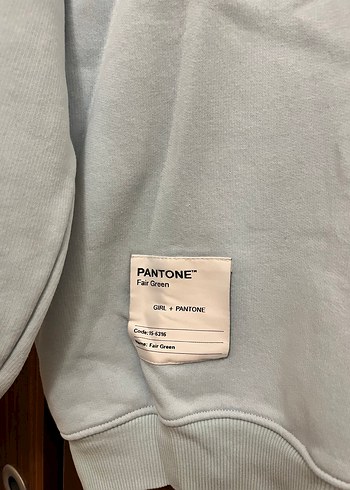 PANTONE™
Fair Green
GIRL + PANTONE
Code: 15-6316
Name: Fair Green